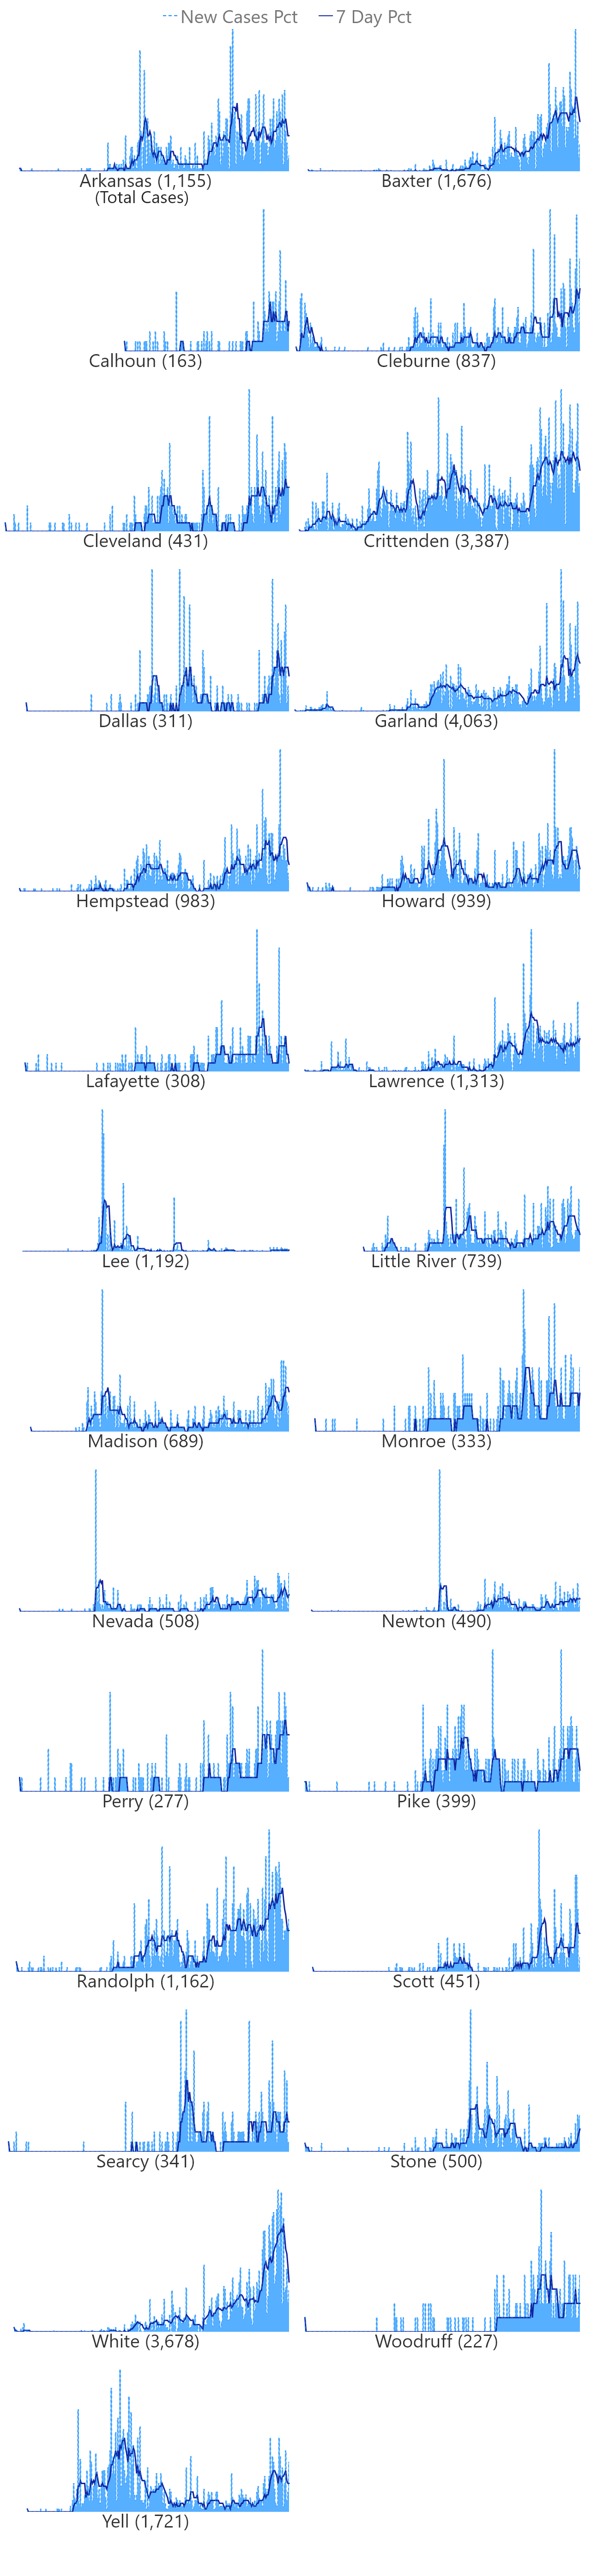 New Cases Pct 7 Day Pct
Arkansas (1,155) Baxter (1,676)
(Total Cases)
Calhoun (163) Cleburne (837)
Cleveland (431) Crittenden (3,387)
Dallas (311) Garland (4,063)
Hempstead (983) Howard (939)
Lafayette (308) Lawrence (1,313)
Lee (1,192) Little River (739)
Madison (689) Monroe (333)
Nevada (508) Newton (490)
Perry (277) Pike (399)
Randolph (1,162) Scott (451)
Searcy (341) Stone (500)
White (3,678) Woodruff (227)
Yell (1,721)